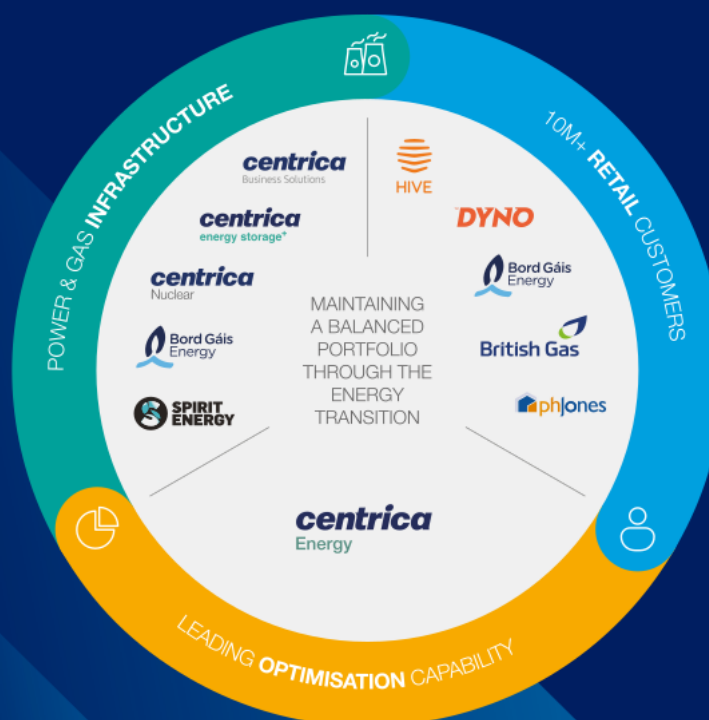 POWER & GAS INFRASTRUCTURE
10M+ RETAIL CUSTOMERS
centrica
Business Solutions
centrica
energy storage+
centrica
Nuclear
Bord Gáis
Energy
SPIRIT
ENERGY
HIVE
DYNO
Bord Gáis
Energy
British Gas
phJones
MAINTAINING
A BALANCED
PORTFOLIO
THROUGH THE
ENERGY
TRANSITION
centrica
Energy
LEADING OPTIMISATION CAPABILITY